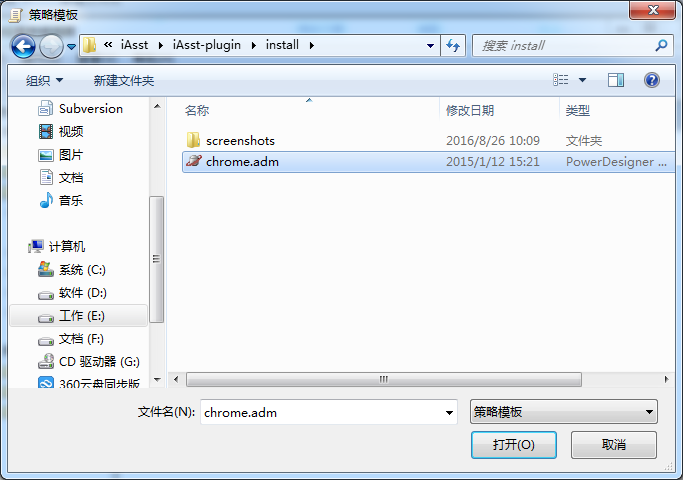 策略模板
« iAsst iAsst-plugin install
搜索 install
组织 新建文件夹
Subversion
视频
图片
文档
音乐
计算机
系统 (C:)
软件 (D:)
工作 (E:)
文档 (F:)
CD 驱动器 (G:)
360云盘同步版
名称 修改日期 类型
screenshots 2016/8/26 10:09 文件夹
chrome.adm 2015/1/12 15:21 PowerDesigner ...
文件名(N): chrome.adm 策略模板
打开(O) 取消